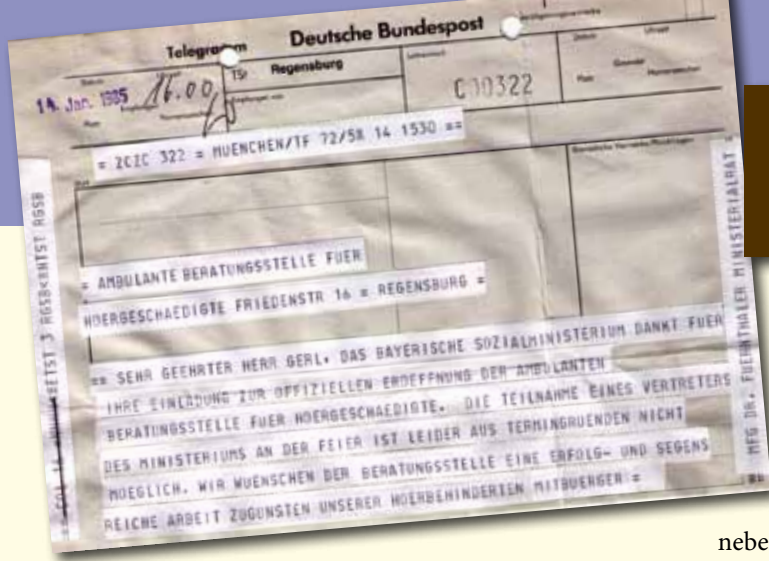 Telegramm Deutsche Bundespost
Datum
TSt Regensburg
14. Jan. 1985 16.00
C00322
= ZCZC 322 = MUENCHEN/TF 72/58 14 1530 ==
= AMBULANTE BERATUNGSSTELLE FUER
HOERGESCHAEDIGTE FRIEDENSTR 16 = REGENSBURG =
== SEHR GEEHRTER HERR GERL. DAS BAYERISCHE SOZIALMINISTERIUM DANKT FUER
IHRE EINLADUNG ZUR OFFIZIELLEN EROEFFNUNG DER AMBULANTEN
BERATUNGSSTELLE FUER HOERGESCHAEDIGTE. DIE TEILNAHME EINES VERTRETERS
DES MINISTERIUMS AN DER FEIER IST LEIDER AUS TERMINGRUENDEN NICHT
MOEGLICH. WIR WUENSCHEN DER BERATUNGSSTELLE EINE ERFOLG- UND SEGENS
REICHE ARBEIT ZUGUNSTEN UNSERER HOERBEHINDERTEN MITBUERGER =
MFG DR. FUERNTHALER MINISTERIALRAT
nebe